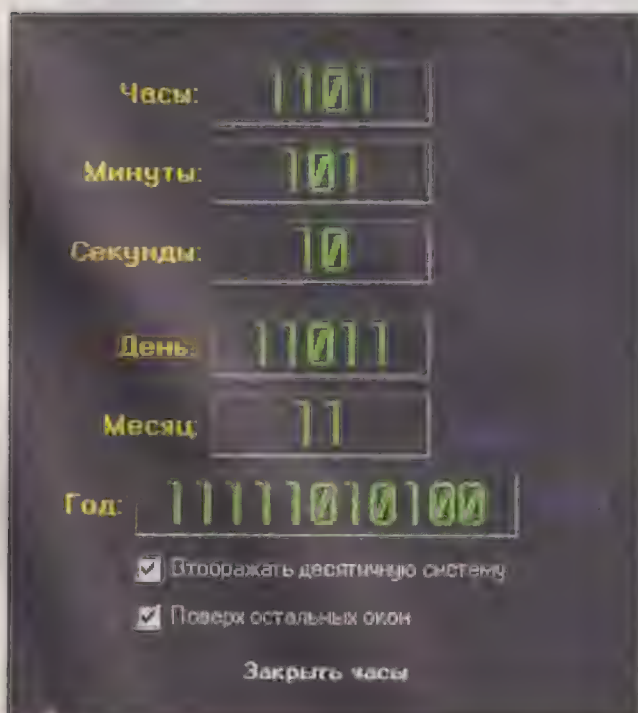 Часы: 1101
Минуты: 101
Секунды: 10
День: 11011
Месяц: 11
Год: 11111010100
Отображать десятичную систему
Поверх остальных окон
Закрыть часы